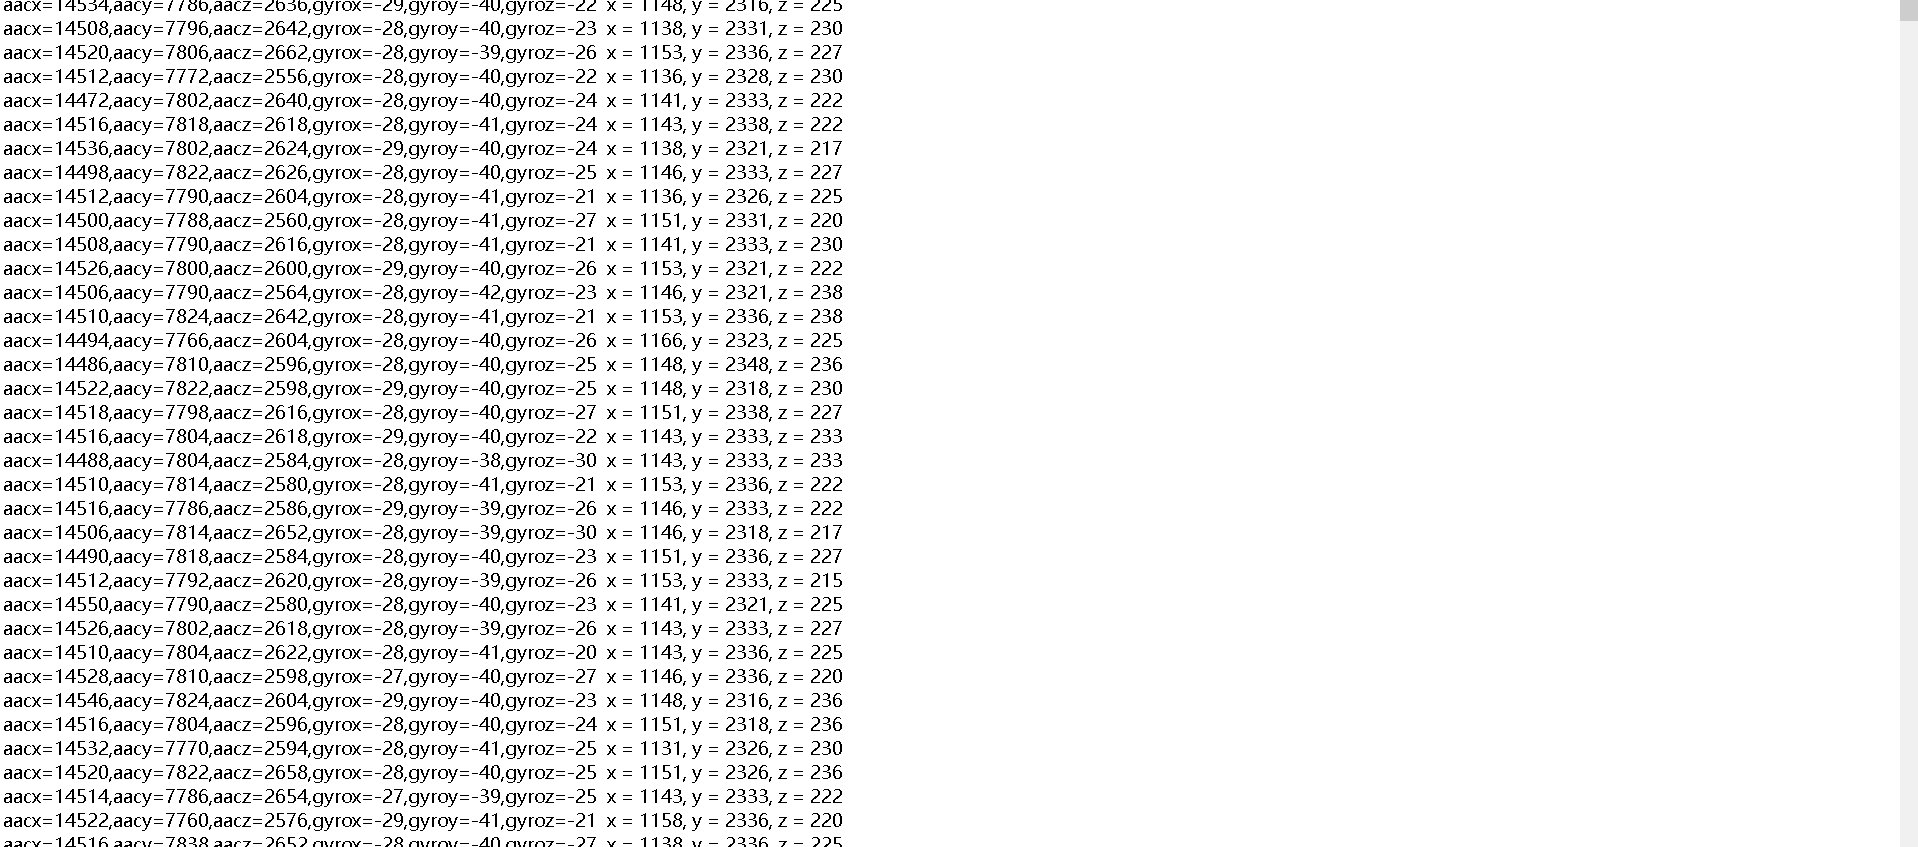 aacx=14534,aacy=7786,aacz=2636,gyrox=-29,gyroy=-40,gyroz=-22 x = 1148, y = 2316, z = 225
aacx=14508,aacy=7796,aacz=2642,gyrox=-28,gyroy=-40,gyroz=-23 x = 1138, y = 2331, z = 230
aacx=14520,aacy=7806,aacz=2662,gyrox=-28,gyroy=-39,gyroz=-26 x = 1153, y = 2336, z = 227
aacx=14512,aacy=7772,aacz=2556,gyrox=-28,gyroy=-40,gyroz=-22 x = 1136, y = 2328, z = 230
aacx=14472,aacy=7802,aacz=2640,gyrox=-28,gyroy=-40,gyroz=-24 x = 1141, y = 2333, z = 222
aacx=14516,aacy=7818,aacz=2618,gyrox=-28,gyroy=-41,gyroz=-24 x = 1143, y = 2338, z = 222
aacx=14536,aacy=7802,aacz=2624,gyrox=-29,gyroy=-40,gyroz=-24 x = 1138, y = 2321, z = 217
aacx=14498,aacy=7822,aacz=2626,gyrox=-28,gyroy=-40,gyroz=-25 x = 1146, y = 2333, z = 227
aacx=14512,aacy=7790,aacz=2604,gyrox=-28,gyroy=-41,gyroz=-21 x = 1136, y = 2326, z = 225
aacx=14500,aacy=7788,aacz=2560,gyrox=-28,gyroy=-41,gyroz=-27 x = 1151, y = 2331, z = 220
aacx=14508,aacy=7790,aacz=2616,gyrox=-28,gyroy=-41,gyroz=-21 x = 1141, y = 2333, z = 230
aacx=14526,aacy=7800,aacz=2600,gyrox=-29,gyroy=-40,gyroz=-26 x = 1153, y = 2321, z = 222
aacx=14506,aacy=7790,aacz=2564,gyrox=-28,gyroy=-42,gyroz=-23 x = 1146, y = 2321, z = 238
aacx=14510,aacy=7824,aacz=2642,gyrox=-28,gyroy=-41,gyroz=-21 x = 1153, y = 2336, z = 238
aacx=14494,aacy=7766,aacz=2604,gyrox=-28,gyroy=-40,gyroz=-26 x = 1166, y = 2323, z = 225
aacx=14486,aacy=7810,aacz=2596,gyrox=-28,gyroy=-40,gyroz=-25 x = 1148, y = 2348, z = 236
aacx=14522,aacy=7822,aacz=2598,gyrox=-29,gyroy=-40,gyroz=-25 x = 1148, y = 2318, z = 230
aacx=14518,aacy=7798,aacz=2616,gyrox=-28,gyroy=-40,gyroz=-27 x = 1151, y = 2338, z = 227
aacx=14516,aacy=7804,aacz=2618,gyrox=-29,gyroy=-40,gyroz=-22 x = 1143, y = 2333, z = 233
aacx=14488,aacy=7804,aacz=2584,gyrox=-28,gyroy=-38,gyroz=-30 x = 1143, y = 2333, z = 233
aacx=14510,aacy=7814,aacz=2580,gyrox=-28,gyroy=-41,gyroz=-21 x = 1153, y = 2336, z = 222
aacx=14516,aacy=7786,aacz=2586,gyrox=-29,gyroy=-39,gyroz=-26 x = 1146, y = 2333, z = 222
aacx=14506,aacy=7814,aacz=2652,gyrox=-28,gyroy=-39,gyroz=-30 x = 1146, y = 2318, z = 217
aacx=14490,aacy=7818,aacz=2584,gyrox=-28,gyroy=-40,gyroz=-23 x = 1151, y = 2336, z = 227
aacx=14512,aacy=7792,aacz=2620,gyrox=-28,gyroy=-39,gyroz=-26 x = 1153, y = 2333, z = 215
aacx=14550,aacy=7790,aacz=2580,gyrox=-28,gyroy=-40,gyroz=-23 x = 1141, y = 2321, z = 225
aacx=14526,aacy=7802,aacz=2618,gyrox=-28,gyroy=-39,gyroz=-26 x = 1143, y = 2333, z = 227
aacx=14510,aacy=7804,aacz=2622,gyrox=-28,gyroy=-41,gyroz=-20 x = 1143, y = 2336, z = 225
aacx=14528,aacy=7810,aacz=2598,gyrox=-27,gyroy=-40,gyroz=-27 x = 1146, y = 2336, z = 220
aacx=14546,aacy=7824,aacz=2604,gyrox=-29,gyroy=-40,gyroz=-23 x = 1148, y = 2316, z = 236
aacx=14516,aacy=7804,aacz=2596,gyrox=-28,gyroy=-40,gyroz=-24 x = 1151, y = 2318, z = 236
aacx=14532,aacy=7770,aacz=2594,gyrox=-28,gyroy=-41,gyroz=-25 x = 1131, y = 2326, z = 230
aacx=14520,aacy=7822,aacz=2658,gyrox=-28,gyroy=-40,gyroz=-25 x = 1151, y = 2326, z = 236
aacx=14514,aacy=7786,aacz=2654,gyrox=-27,gyroy=-39,gyroz=-25 x = 1143, y = 2333, z = 222
aacx=14522,aacy=7760,aacz=2576,gyrox=-29,gyroy=-41,gyroz=-21 x = 1158, y = 2336, z = 220
aacx=14516,aacy=7838,aacz=2652,gyrox=-28,gyroy=-40,gyroz=-27 x = 1138, y = 2336, z = 225